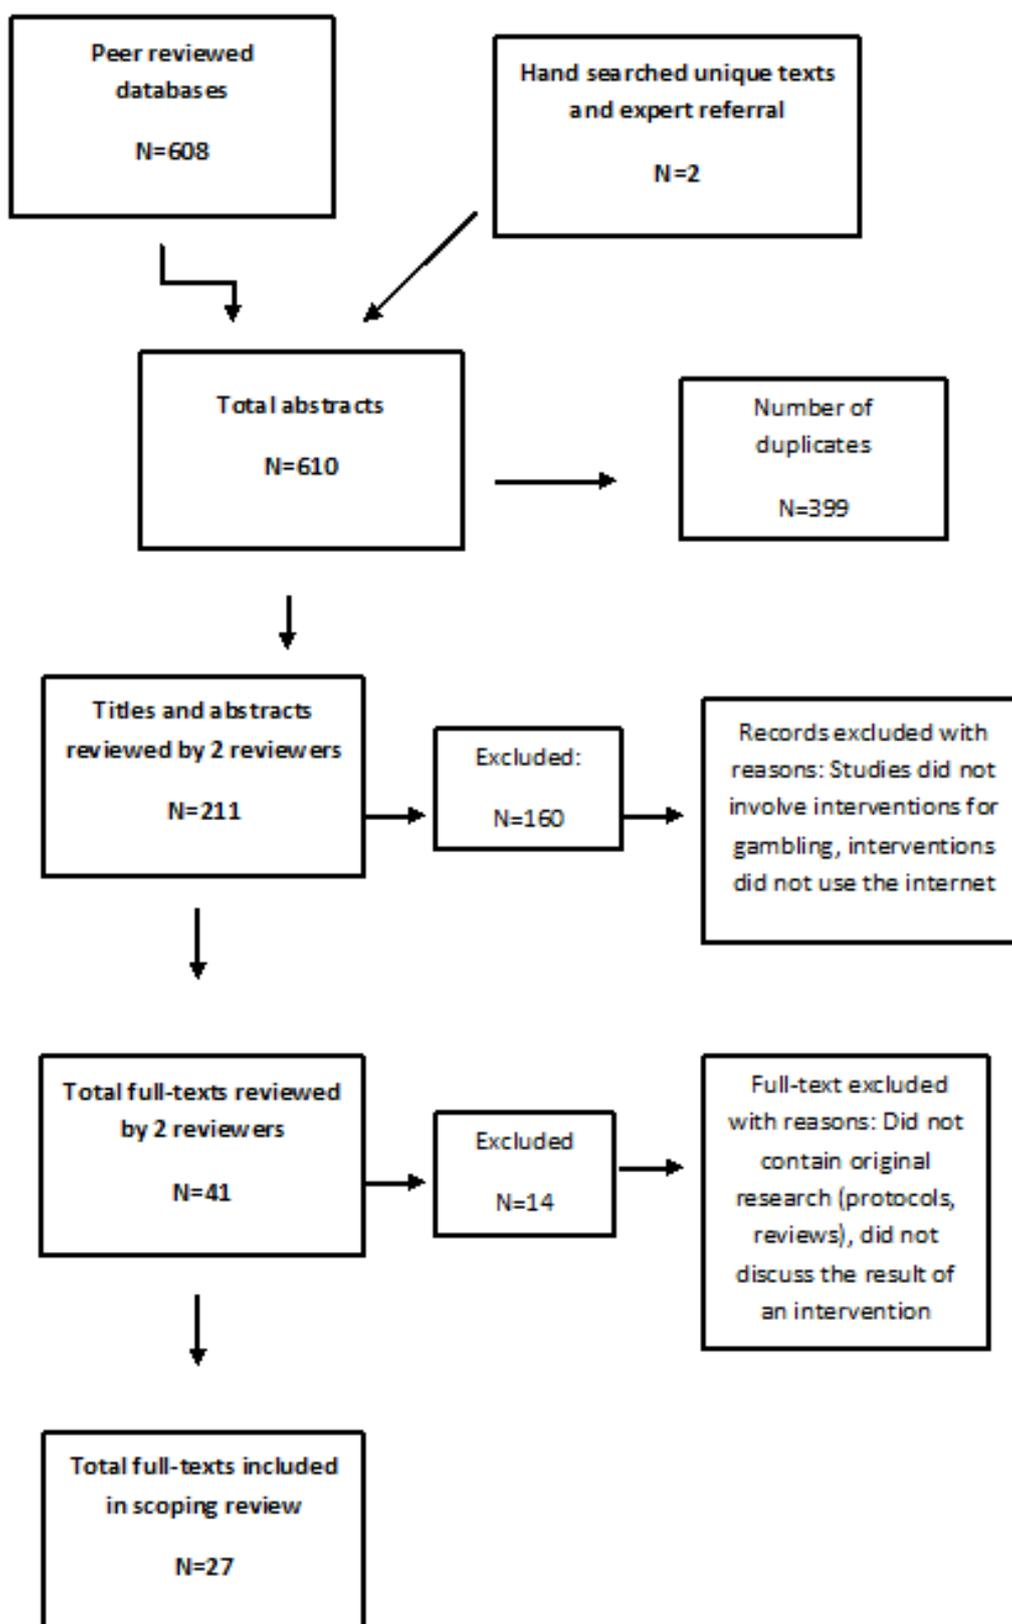 Peer reviewed
databases
N=608
Hand searched unique texts
and expert referral
N=2
Total abstracts
N=610
Number of
duplicates
N=399
Titles and abstracts
reviewed by 2 reviewers
N=211
Excluded:
N=160
Records excluded with
reasons: Studies did not
involve interventions for
gambling, interventions
did not use the internet
Total full-texts reviewed
by 2 reviewers
N=41
Excluded
N=14
Full-text excluded
with reasons: Did not
contain original
research (protocols,
reviews), did not
discuss the result of
an intervention
Total full-texts included
in scoping review
N=27